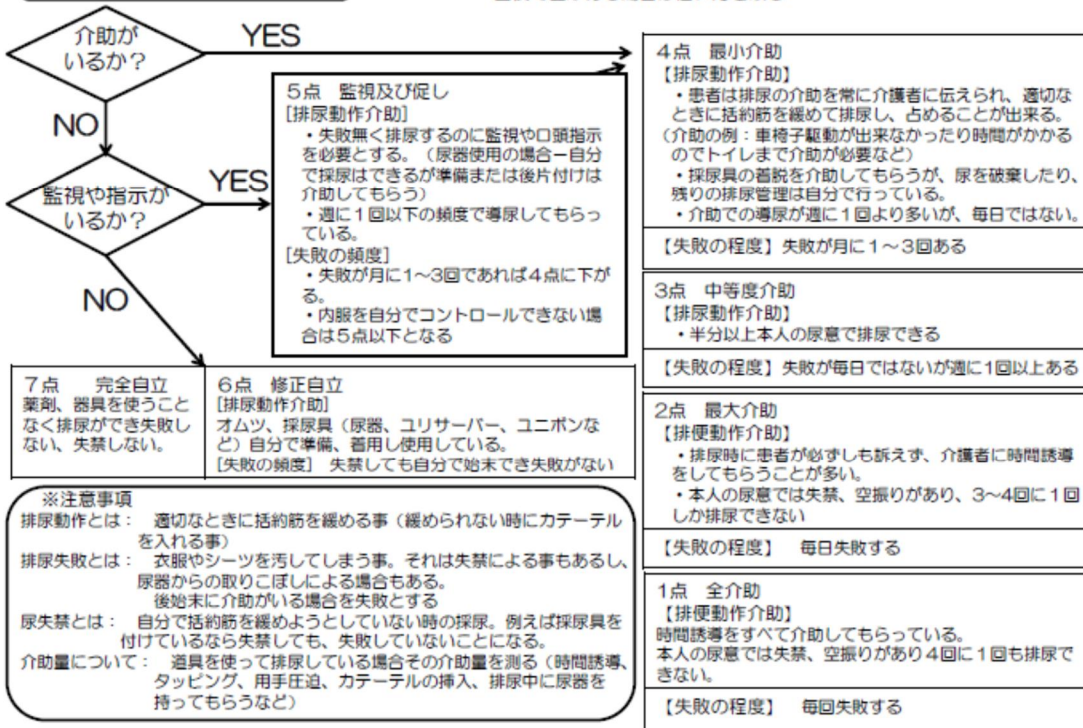 介助が
いるか？
YES
NO
監視や指示が
いるか？
YES
NO
5点　監視及び促し
[排尿動作介助]
・失敗無く排尿するのに監視や口頭指示
を必要とする。（尿器使用の場合－自分
で採尿はできるが準備または後片付けは
介助してもらう）
・週に１回以下の頻度で導尿してもらっ
ている。
[失敗の頻度]
・失敗が月に1～3回であれば４点に下が
る。
・内服を自分でコントロールできない場
合は５点以下となる
7点　完全自立
薬剤、器具を使うこと
なく排尿ができ失敗し
ない、失禁しない。
6点　修正自立
[排尿動作介助]
オムツ、採尿具（尿器、ユリサーバー、ユニボンな
ど）自分で準備、着用し使用している。
[失敗の頻度]　失禁しても自分で始末でき失敗がない
※注意事項
排尿動作とは：　適切なときに括約筋を緩める事（緩められない時にカテーテル
を入れる事）
排尿失敗とは：　衣服やシーツを汚してしまう事。それは失禁による事もあるし、
尿器からの取りこぼしによる場合もある。
後始末に介助がいる場合を失敗とする
尿失禁とは：　自分で括約筋を緩めようとしていない時の採尿。例えば採尿具を
付けているなら失禁しても、失敗していないことになる。
介助量について：　道具を使って排尿している場合その介助量を測る（時間誘導、
タッピング、用手圧迫、カテーテルの挿入、排尿中に尿器を
持ってもらうなど）
4点　最小介助
【排尿動作介助】
・患者は排尿の介助を常に介護者に伝えられ、適切な
ときに括約筋を緩めて排尿し、占めることが出来る。
（介助の例：車椅子駆動が出来なかったり時間がかかる
のでトイレまで介助が必要など）
・採尿具の着脱を介助してもらうが、尿を破棄したり、
残りの排尿管理は自分で行っている。
・介助での導尿が週に１回より多いが、毎日ではない。
【失敗の程度】失敗が月に１～３回ある
3点　中等度介助
【排尿動作介助】
・半分以上本人の尿意で排尿できる
【失敗の程度】失敗が毎日ではないが週に１回以上ある
2点　最大介助
【排便動作介助】
・排尿時に患者が必ずしも訴えず、介護者に時間誘導
をしてもらうことが多い。
・本人の尿意では失禁、空振りがあり、3～4回に１回
しか排尿できない
【失敗の程度】　毎日失敗する
1点　全介助
【排便動作介助】
時間誘導をすべて介助してもらっている。
本人の尿意では失禁、空振りがあり４回に１回も排尿で
きない。
【失敗の程度】　毎回失敗する